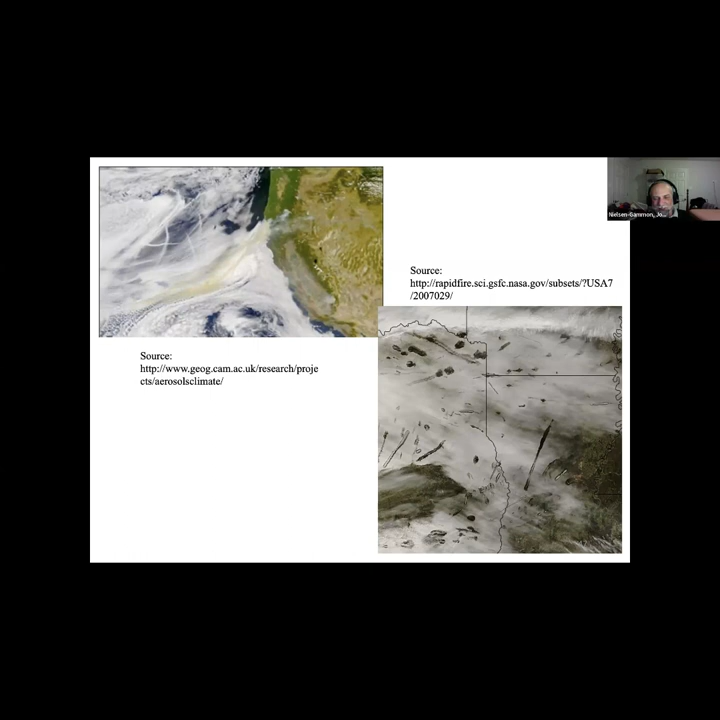 Nielsen-Gammon, Jo...
Source:
http://rapidfire.sci.gsfc.nasa.gov/subsets/?USA7
/2007029/
Source:
http://www.geog.cam.ac.uk/research/proje
cts/aerosolsclimate/